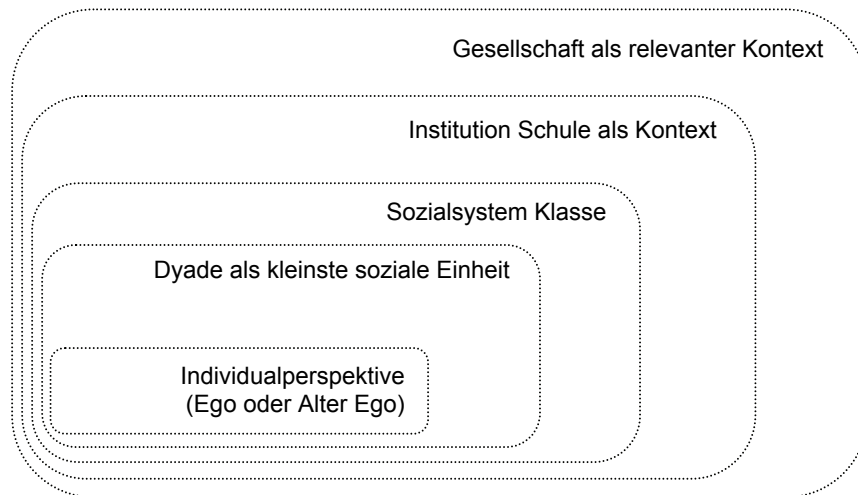 Gesellschaft als relevanter Kontext
Institution Schule als Kontext
Sozialsystem Klasse
Dyade als kleinste soziale Einheit
Individualperspektive
(Ego oder Alter Ego)